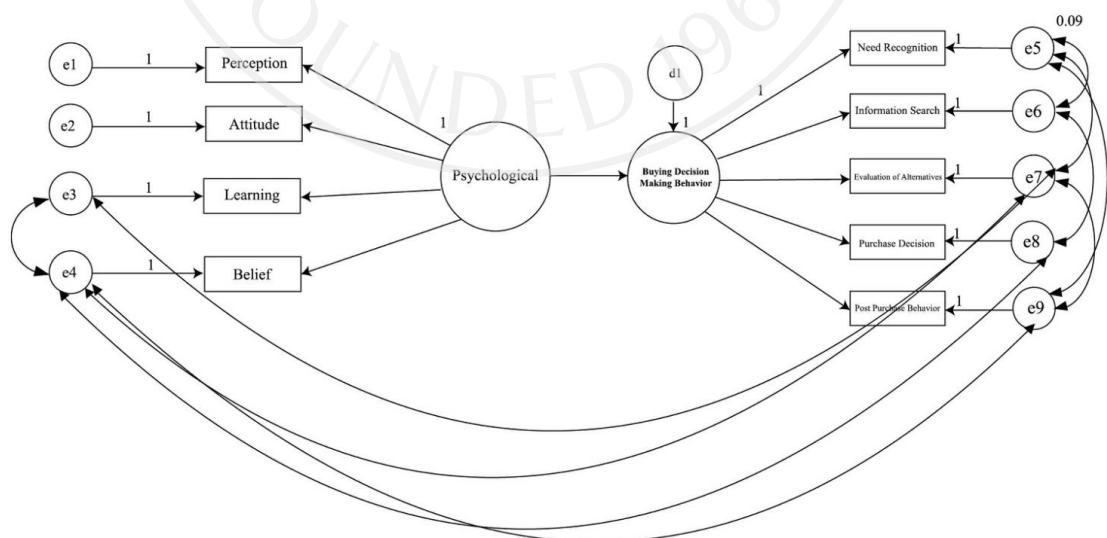 OUNDED 196
0.09
e1
1
Perception
e2
1
Attitude
e3
1
Learning
e4
1
Belief
1
Psychological
d1
1
Buying Decision
Making Behavior
1
Need Recognition
1
e5
Information Search
1
e6
Evaluation of Alternatives
1
e7
Purchase Decision
1
e8
Post Purchase Behavior
1
e9